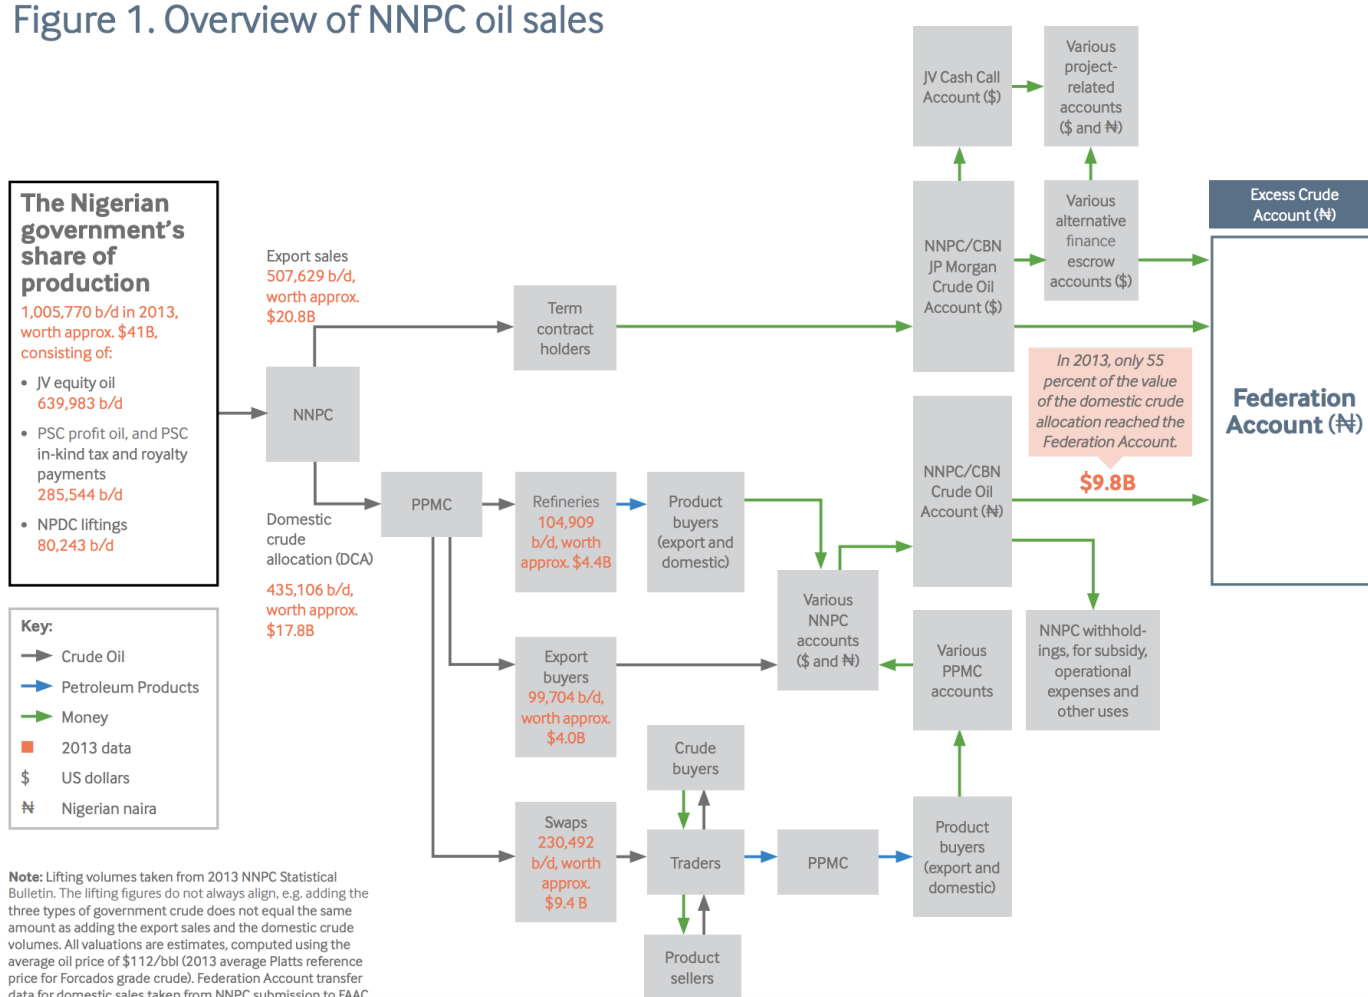 Figure 1. Overview of NNPC oil sales
The Nigerian
government’s
share of
production
1,005,770 b/d in 2013,
worth approx. $41B,
consisting of:
• JV equity oil
639,983 b/d
• PSC profit oil, and PSC
in-kind tax and royalty
payments
285,544 b/d
• NPDC liftings
80,243 b/d
Key:
Crude Oil
Petroleum Products
Money
2013 data
$ US dollars
₦ Nigerian naira
Note: Lifting volumes taken from 2013 NNPC Statistical
Bulletin. The lifting figures do not always align, e.g. adding the
three types of government crude does not equal the same
amount as adding the export sales and the domestic crude
volumes. All valuations are estimates, computed using the
average oil price of $112/bbl (2013 average Platts reference
price for Forcados grade crude). Federation Account transfer
data for domestic sales taken from NNPC submission to FAAC
Export sales
507,629 b/d,
worth approx.
$20.8B
NNPC
Domestic
crude
allocation (DCA)
435,106 b/d,
worth approx.
$17.8B
Term
contract
holders
PPMC
Refineries
104,909
b/d, worth
approx. $4.4B
Product
buyers
(export and
domestic)
Export
buyers
99,704 b/d,
worth approx.
$4.0B
Swaps
230,492
b/d, worth
approx.
$9.4 B
Crude
buyers
Traders
Product
sellers
PPMC
Product
buyers
(export and
domestic)
Various
PPMC
accounts
Various
NNPC
accounts
($ and ₦)
JV Cash Call
Account ($)
Various
project-
related
accounts
($ and ₦)
NNPC/CBN
JP Morgan
Crude Oil
Account ($)
Various
alternative
finance
escrow
accounts ($)
NNPC/CBN
Crude Oil
Account (₦)
In 2013, only 55
percent of the value
of the domestic crude
allocation reached the
Federation Account.
$9.8B
NNPC withhold-
ings, for subsidy,
operational
expenses and
other uses
Excess Crude
Account (₦)
Federation
Account (₦)